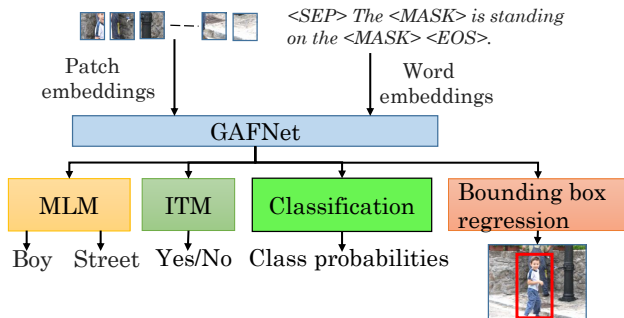 <SEP> The <MASK> is standing
on the <MASK> <EOS>.
Patch
embeddings
Word
embeddings
GAFNet
MLM
ITM
Classification
Bounding box
regression
Boy
Street
Yes/No
Class probabilities